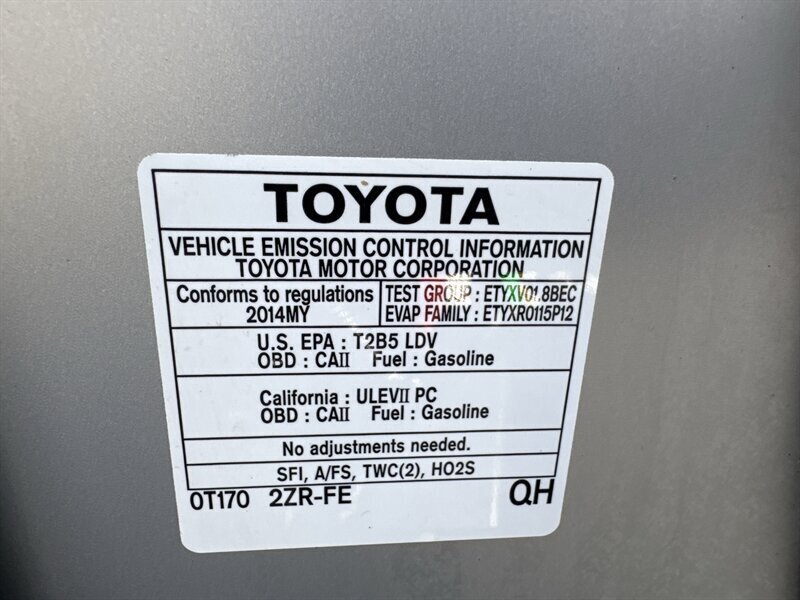 TOYOTA
VEHICLE EMISSION CONTROL INFORMATION
TOYOTA MOTOR CORPORATION
Conforms to regulations
2014MY
TEST GROUP : ETYXV01.8BEC
EVAP FAMILY : ETYXR0115P12
U.S. EPA : T2B5 LDV
OBD : CAII Fuel : Gasoline
California : ULEVII PC
OBD : CAII Fuel : Gasoline
No adjustments needed.
SFI, A/FS, TWC(2), HO2S
0T170 2ZR-FE QH